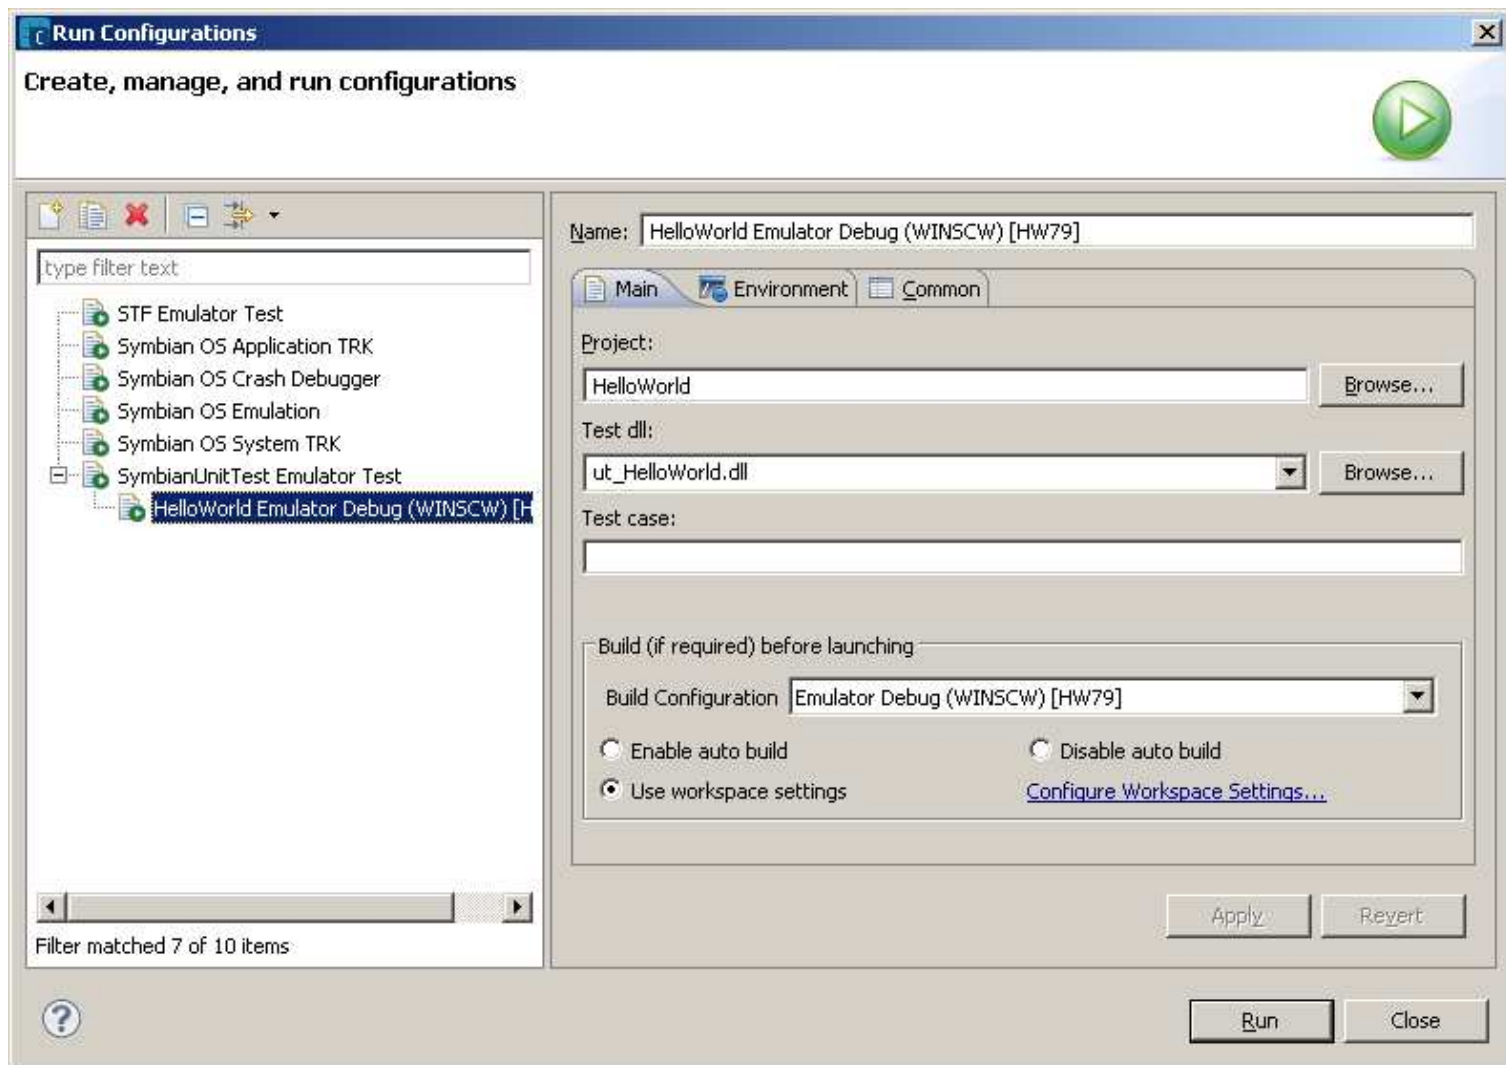 Run Configurations
Create, manage, and run configurations
type filter text
STF Emulator Test
Symbian OS Application TRK
Symbian OS Crash Debugger
Symbian OS Emulation
Symbian OS System TRK
SymbianUnitTest Emulator Test
HelloWorld Emulator Debug (WINSCW) [H
Filter matched 7 of 10 items
Name: HelloWorld Emulator Debug (WINSCW) [HW79]
Main Environment Common
Project:
HelloWorld Browse...
Test dll:
ut_HelloWorld.dll Browse...
Test case:
Build (if required) before launching
Build Configuration Emulator Debug (WINSCW) [HW79]
Enable auto build Disable auto build
Use workspace settings Configure Workspace Settings...
Apply Revert
? Run Close